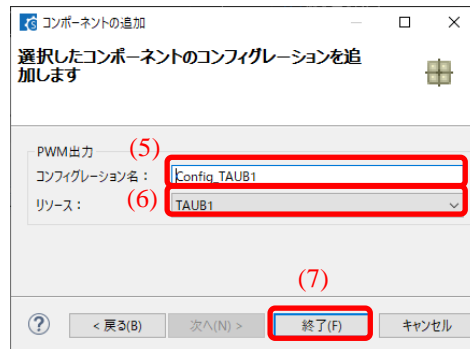 コンポーネントの追加
選択したコンポーネントのコンフィグレーションを追
加します
PWM出力
(5)
コンフィグレーション名：
Config_TAUB1
リソース：
(6)
TAUB1
(7)
< 戻る(B)
次へ(N) >
終了(F)
キャンセル